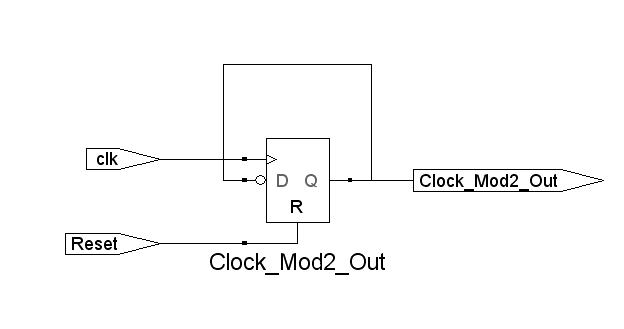 clk
D Q
Clock_Mod2_Out
R
Reset
Clock_Mod2_Out